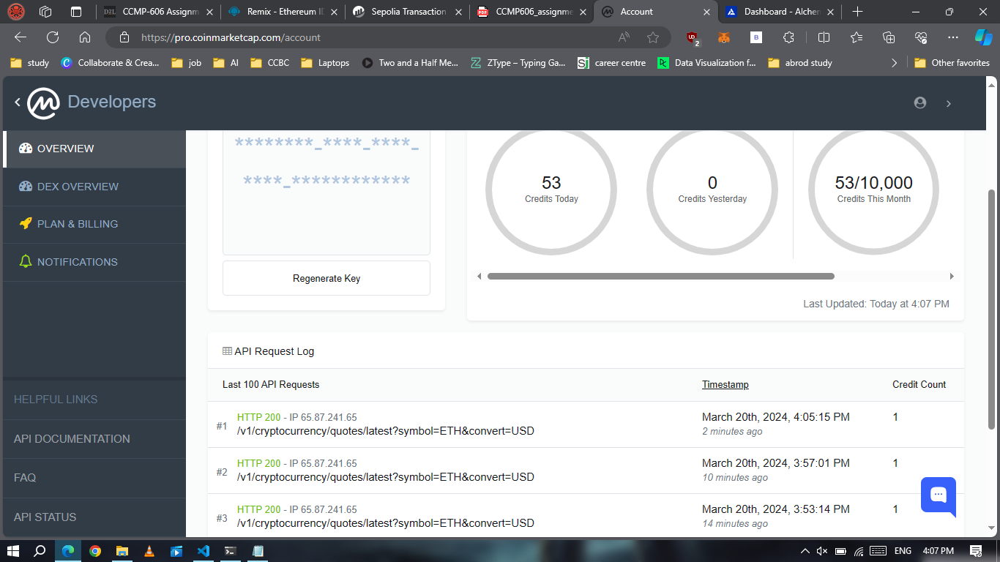 CCMP-606 Assignm
Remix - Ethereum I
Sepolia Transaction
CCMP606_assignme
Account
Dashboard - Alchem
https://pro.coinmarketcap.com/account
2
study
Collaborate & Crea...
job
AI
CCBC
Laptops
Two and a Half Me...
ZType – Typing Ga...
career centre
Data Visualization f...
abrod study
Other favorites
Developers
OVERVIEW
DEX OVERVIEW
PLAN & BILLING
NOTIFICATIONS
HELPFUL LINKS
API DOCUMENTATION
FAQ
API STATUS
********_****_****_
****_************
Regenerate Key
53
Credits Today
0
Credits Yesterday
53/10,000
Credits This Month
Last Updated: Today at 4:07 PM
API Request Log
Last 100 API Requests Timestamp Credit Count
#1 HTTP 200 - IP 65.87.241.65 March 20th, 2024, 4:05:15 PM 1
/v1/cryptocurrency/quotes/latest?symbol=ETH&convert=USD 2 minutes ago
#2 HTTP 200 - IP 65.87.241.65 March 20th, 2024, 3:57:01 PM 1
/v1/cryptocurrency/quotes/latest?symbol=ETH&convert=USD 10 minutes ago
#3 HTTP 200 - IP 65.87.241.65 March 20th, 2024, 3:53:14 PM 1
/v1/cryptocurrency/quotes/latest?symbol=ETH&convert=USD 14 minutes ago
ENG 4:07 PM